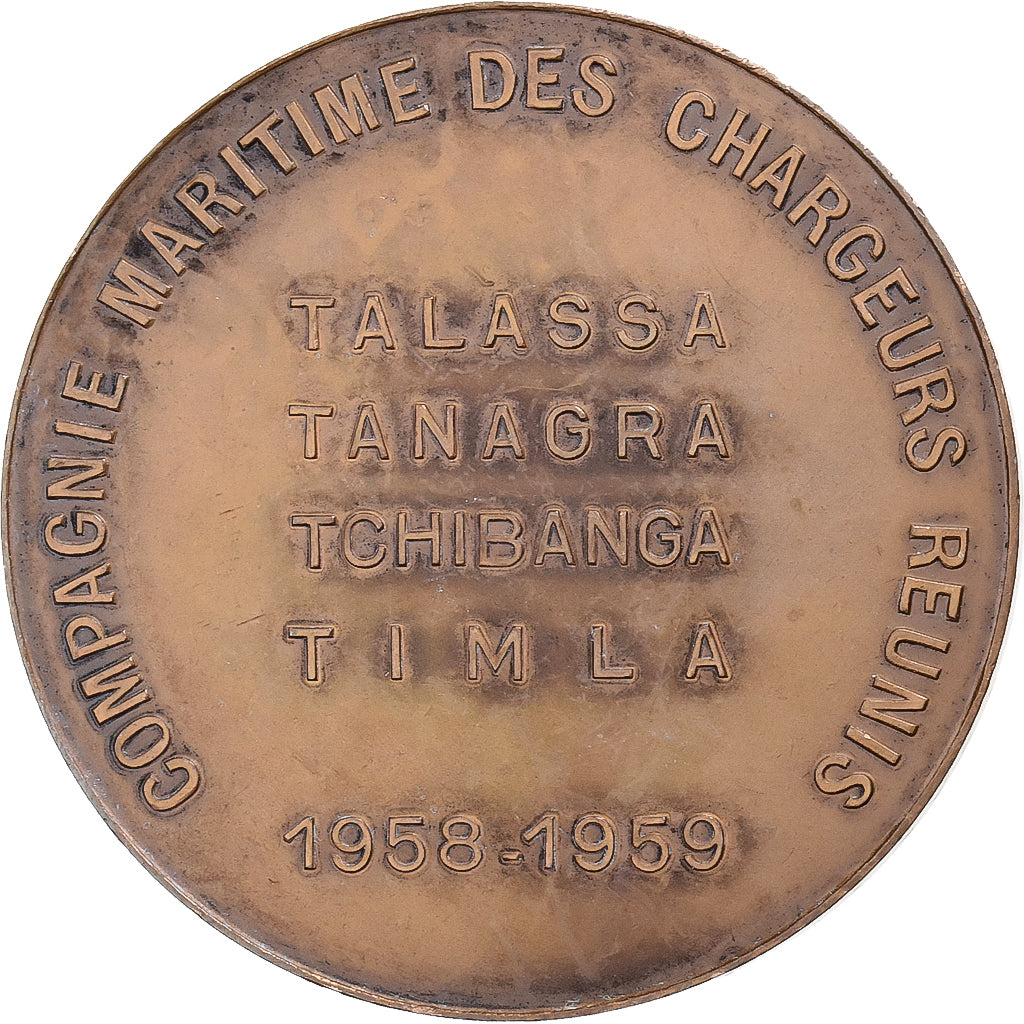 COMPAGNIE MARITIME DES CHARGEURS REUNIS
TALASSA
TANAGRA
TCHIBANGA
TIMLA
1958-1959